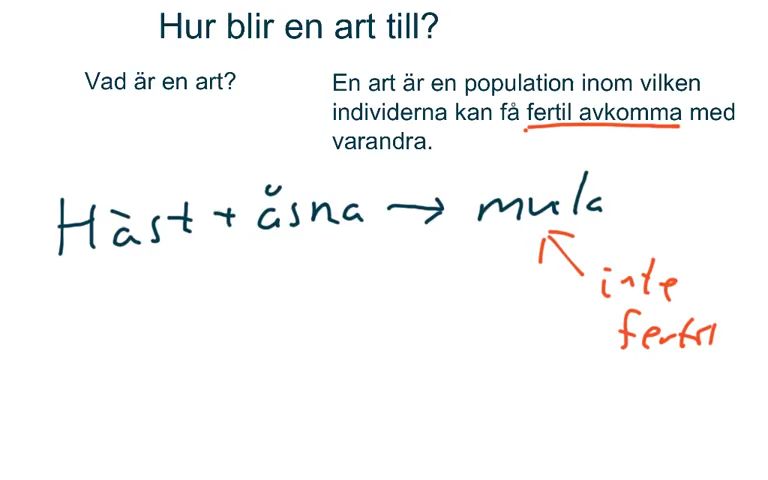 Hur blir en art till?
Vad är en art?
En art är en population inom vilken
individerna kan få fertil avkomma med
varandra.
Häst + åsna → mula
inte
fertil